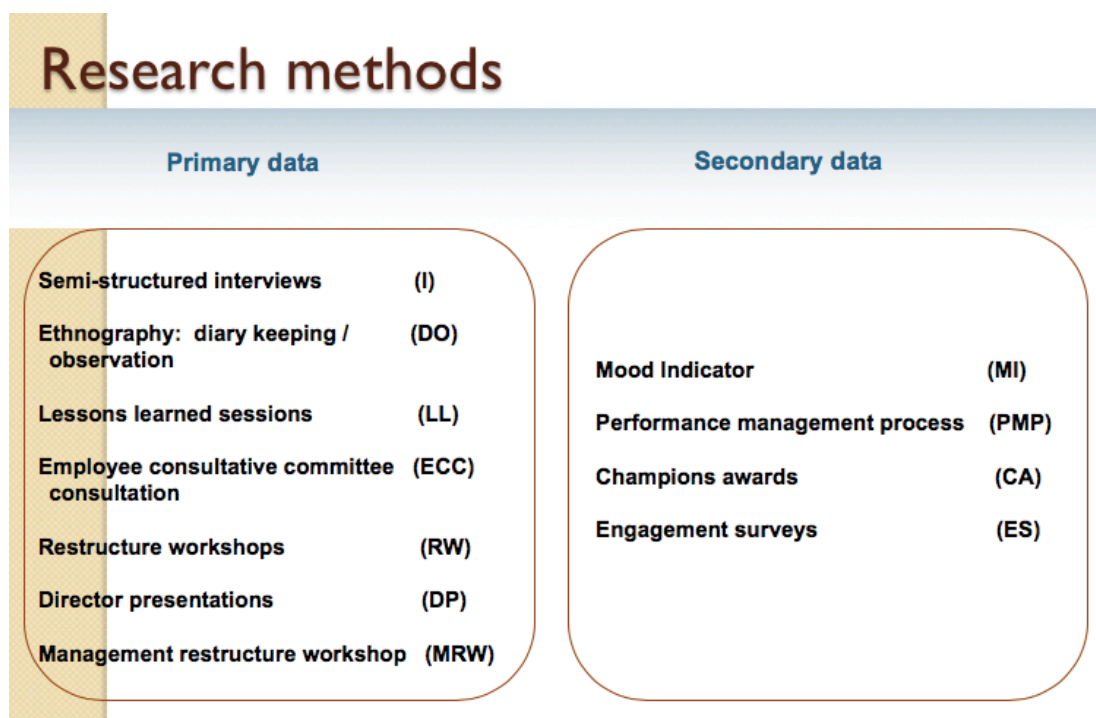 Research methods
Primary data
Semi-structured interviews (I)
Ethnography: diary keeping / (DO)
observation
Lessons learned sessions (LL)
Employee consultative committee (ECC)
consultation
Restructure workshops (RW)
Director presentations (DP)
Management restructure workshop (MRW)
Secondary data
Mood Indicator (MI)
Performance management process (PMP)
Champions awards (CA)
Engagement surveys (ES)